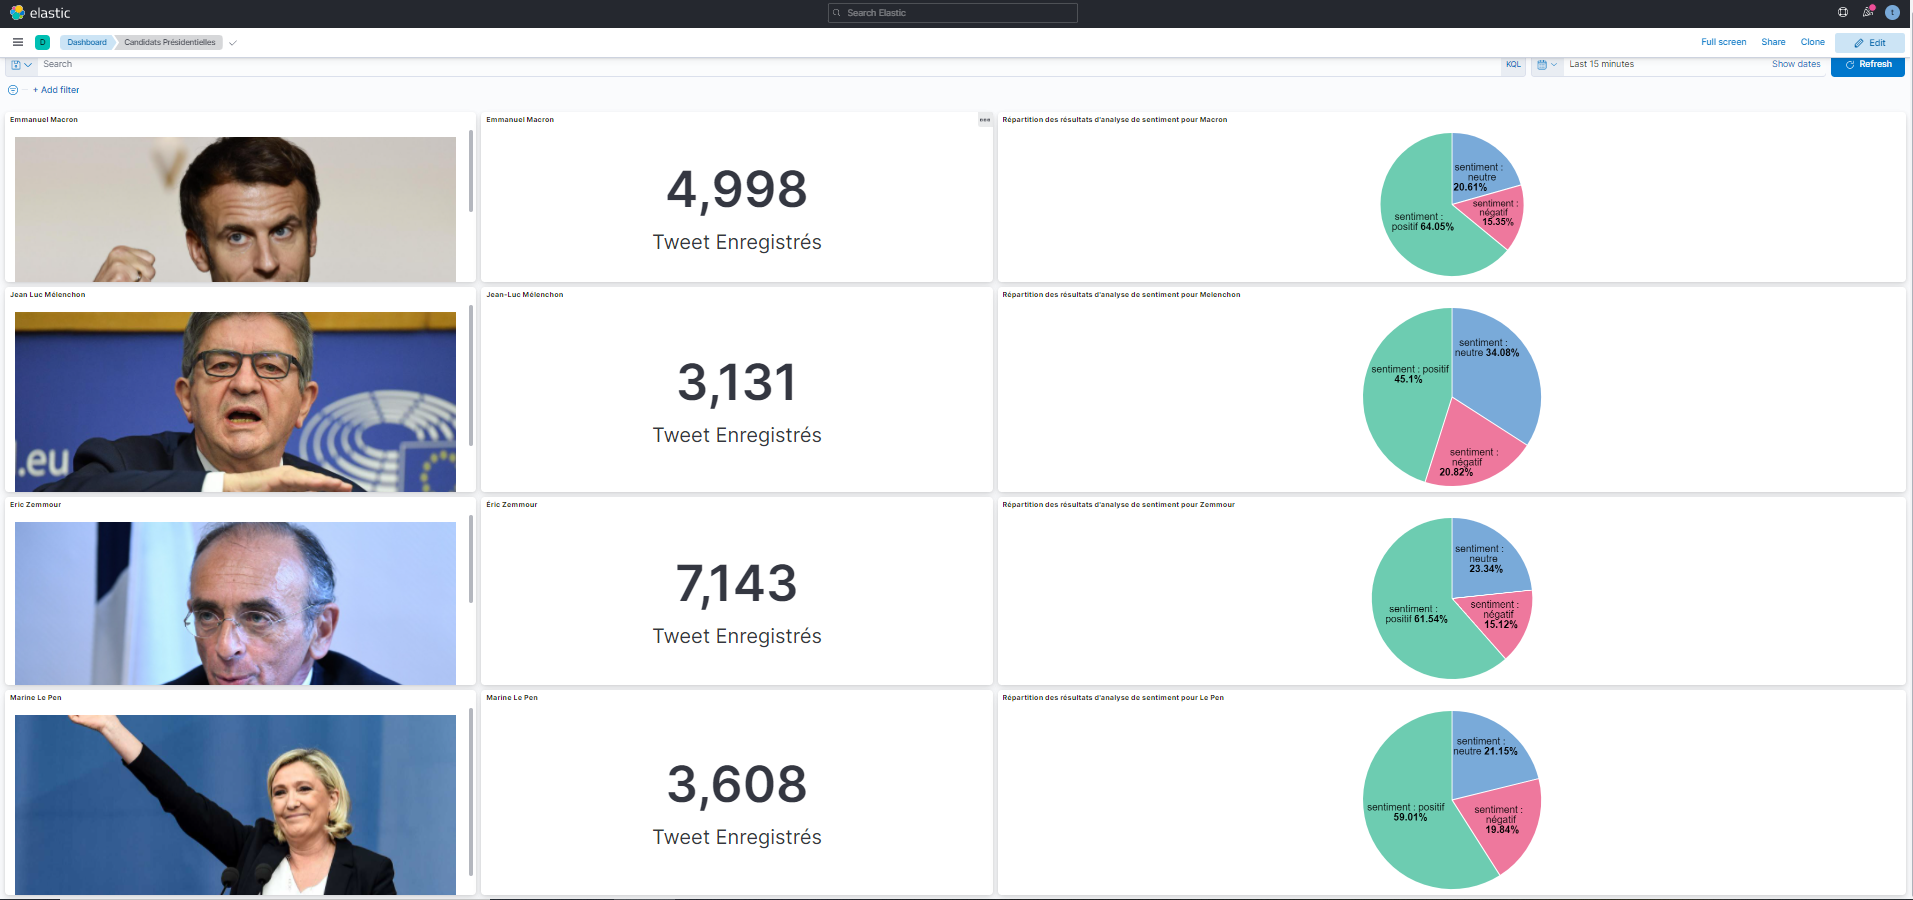 elastic
Search Elastic
t
D
Dashboard
Candidats Présidentielles
Full screen
Share
Clone
Edit
Search
KQL
Last 15 minutes
Show dates
Refresh
+ Add filter
Emmanuel Macron
Emmanuel Macron
4,998
Tweet Enregistrés
Répartition des résultats d'analyse de sentiment pour Macron
sentiment :
neutre
20.61%
sentiment :
négatif
15.35%
sentiment :
positif 64.05%
Jean Luc Mélenchon
.eu
Jean-Luc Mélenchon
3,131
Tweet Enregistrés
Répartition des résultats d'analyse de sentiment pour Melenchon
sentiment :
neutre 34.08%
sentiment : positif
45.1%
sentiment :
négatif
20.82%
Eric Zemmour
Éric Zemmour
7,143
Tweet Enregistrés
Répartition des résultats d'analyse de sentiment pour Zemmour
sentiment :
neutre
23.34%
sentiment :
négatif
15.12%
sentiment :
positif 61.54%
Marine Le Pen
Marine Le Pen
3,608
Tweet Enregistrés
Répartition des résultats d'analyse de sentiment pour Le Pen
sentiment :
neutre 21.15%
sentiment : positif
59.01%
sentiment :
négatif
19.84%